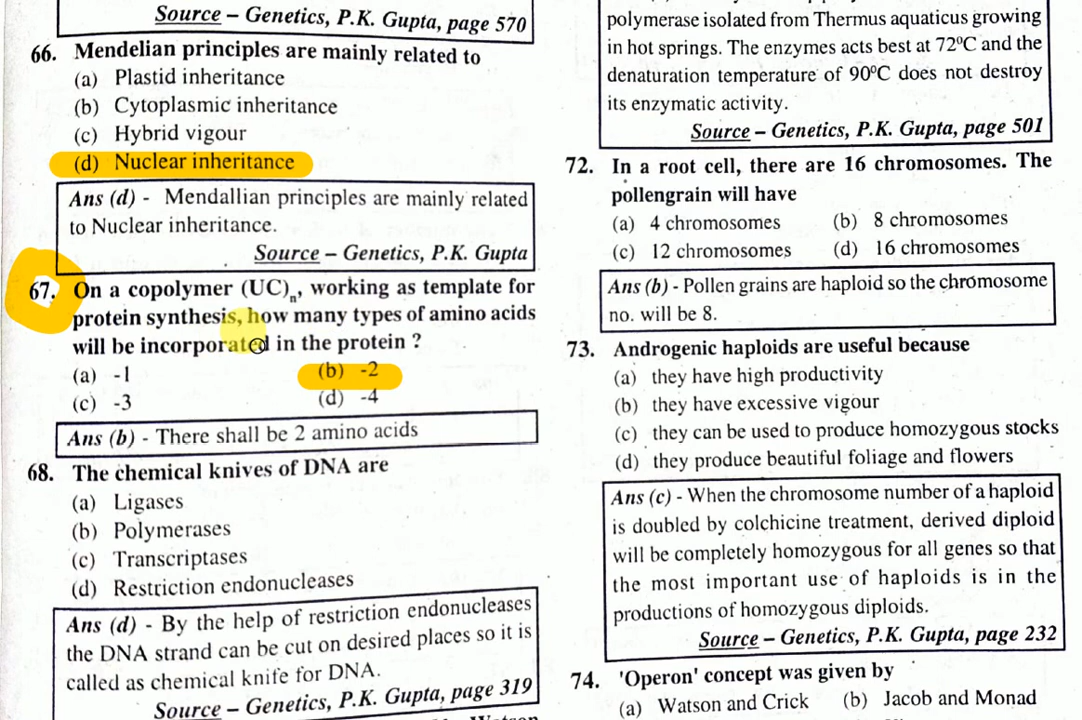 Source – Genetics, P.K. Gupta, page 570
66. Mendelian principles are mainly related to
(a) Plastid inheritance
(b) Cytoplasmic inheritance
(c) Hybrid vigour
(d) Nuclear inheritance
Ans (d) - Mendallian principles are mainly related
to Nuclear inheritance.
Source – Genetics, P.K. Gupta
67. On a copolymer (UC)n, working as template for
protein synthesis, how many types of amino acids
will be incorporated in the protein ?
(a) -1 (b) -2
(c) -3 (d) -4
Ans (b) - There shall be 2 amino acids
68. The chemical knives of DNA are
(a) Ligases
(b) Polymerases
(c) Transcriptases
(d) Restriction endonucleases
Ans (d) - By the help of restriction endonucleases
the DNA strand can be cut on desired places so it is
called as chemical knife for DNA.
Source – Genetics, P.K. Gupta, page 319
polymerase isolated from Thermus aquaticus growing
in hot springs. The enzymes acts best at 72ºC and the
denaturation temperature of 90ºC does not destroy
its enzymatic activity.
Source – Genetics, P.K. Gupta, page 501
72. In a root cell, there are 16 chromosomes. The
pollengrain will have
(a) 4 chromosomes (b) 8 chromosomes
(c) 12 chromosomes (d) 16 chromosomes
Ans (b) - Pollen grains are haploid so the chromosome
no. will be 8.
73. Androgenic haploids are useful because
(a) they have high productivity
(b) they have excessive vigour
(c) they can be used to produce homozygous stocks
(d) they produce beautiful foliage and flowers
Ans (c) - When the chromosome number of a haploid
is doubled by colchicine treatment, derived diploid
will be completely homozygous for all genes so that
the most important use of haploids is in the
productions of homozygous diploids.
Source – Genetics, P.K. Gupta, page 232
74. 'Operon' concept was given by
(a) Watson and Crick (b) Jacob and Monad